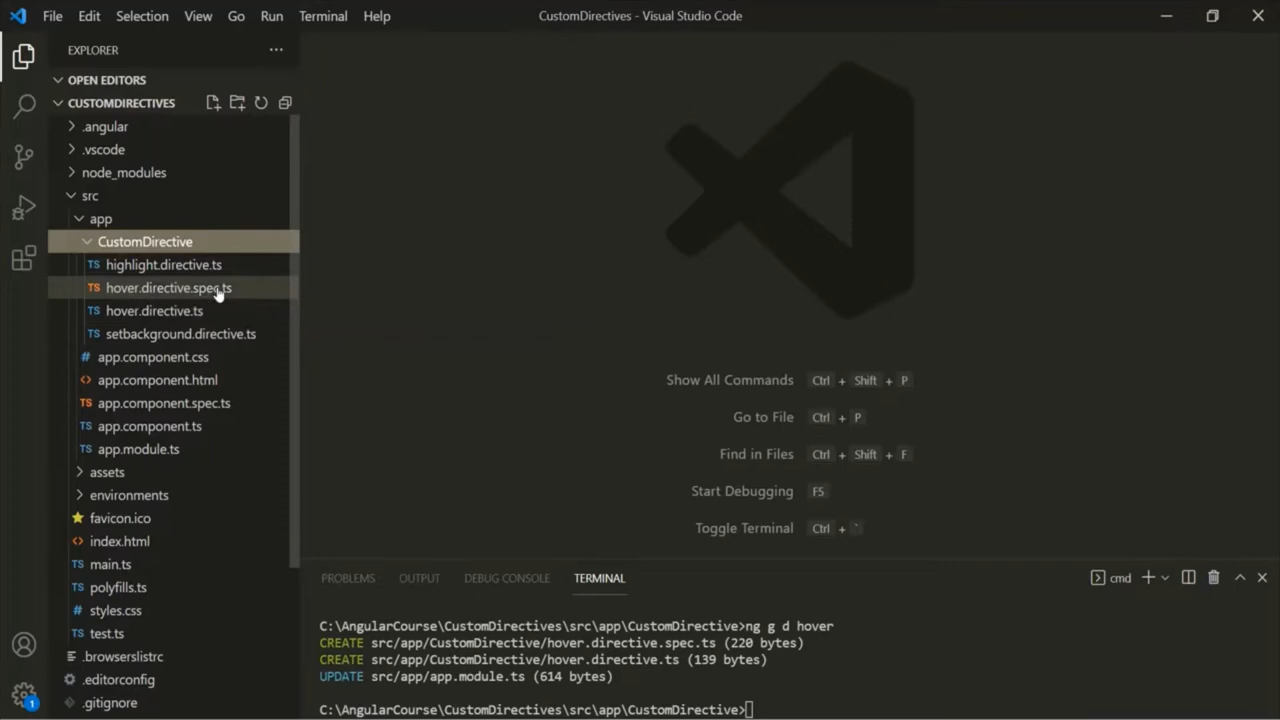 File Edit Selection View Go Run Terminal Help
CustomDirectives - Visual Studio Code
EXPLORER
OPEN EDITORS
CUSTOMDIRECTIVES
.angular
.vscode
node_modules
src
app
CustomDirective
highlight.directive.ts
hover.directive.spec.ts
hover.directive.ts
setbackground.directive.ts
app.component.css
app.component.html
app.component.spec.ts
app.component.ts
app.module.ts
assets
environments
favicon.ico
index.html
main.ts
polyfills.ts
styles.css
test.ts
.browserslistrc
.editorconfig
.gitignore
1
Show All Commands Ctrl + Shift + P
Go to File Ctrl + P
Find in Files Ctrl + Shift + F
Start Debugging F5
Toggle Terminal Ctrl + `
PROBLEMS OUTPUT DEBUG CONSOLE TERMINAL
cmd
C:\AngularCourse\CustomDirectives\src\app\CustomDirective>ng g d hover
CREATE src/app/CustomDirective/hover.directive.spec.ts (220 bytes)
CREATE src/app/CustomDirective/hover.directive.ts (139 bytes)
UPDATE src/app/app.module.ts (614 bytes)
C:\AngularCourse\CustomDirectives\src\app\CustomDirective>